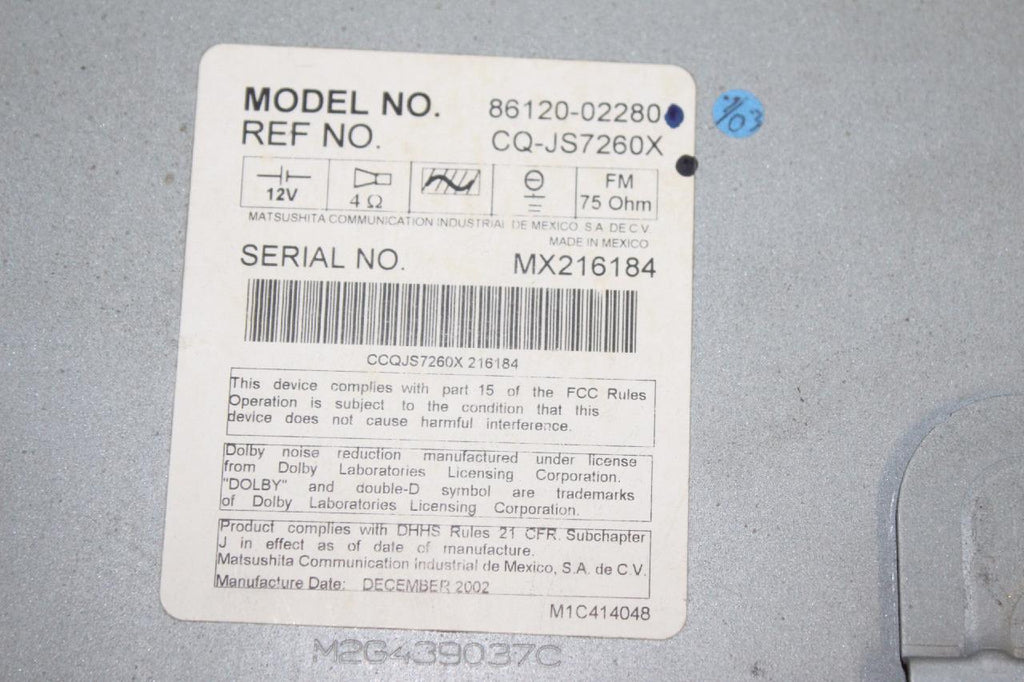 MODEL NO. 86120-02280
REF NO. CQ-JS7260X
7/03
12V 4 Ω FM
75 Ohm
MATSUSHITA COMMUNICATION INDUSTRIAL DE MEXICO. S.A. DE C.V.
MADE IN MEXICO
SERIAL NO. MX216184
CCQJS7260X 216184
This device complies with part 15 of the FCC Rules
Operation is subject to the condition that this
device does not cause harmful interference.
Dolby noise reduction manufactured under license
from Dolby Laboratories Licensing Corporation.
"DOLBY" and double-D symbol are trademarks
of Dolby Laboratories Licensing Corporation.
Product complies with DHHS Rules 21 CFR Subchapter
J in effect as of date of manufacture.
Matsushita Communication Industrial de Mexico, S.A. de C.V.
Manufacture Date: DECEMBER 2002
M1C414048
M2G439037C